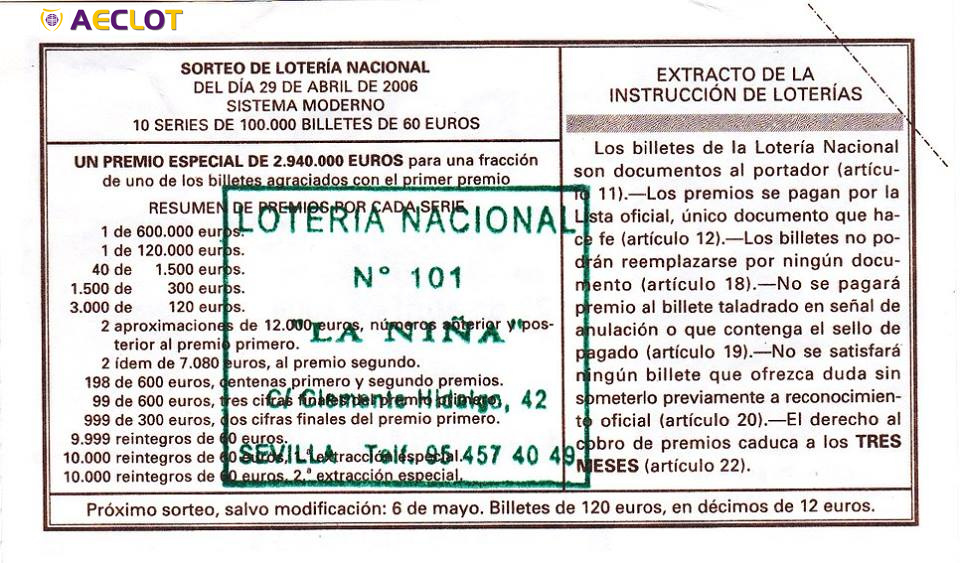 AECLOT
SORTEO DE LOTERÍA NACIONAL
DEL DÍA 29 DE ABRIL DE 2006
SISTEMA MODERNO
10 SERIES DE 100.000 BILLETES DE 60 EUROS
UN PREMIO ESPECIAL DE 2.940.000 EUROS para una fracción
de uno de los billetes agraciados con el primer premio
RESUMEN DE PREMIOS POR CADA SERIE
1 de 600.000 euros.
1 de 120.000 euros.
40 de 1.500 euros.
1.500 de 300 euros.
3.000 de 120 euros.
2 aproximaciones de 12.000 euros, números anterior y pos-
terior al premio primero.
2 ídem de 7.080 euros, al premio segundo.
198 de 600 euros, centenas primero y segundo premios.
99 de 600 euros, tres cifras finales del premio primero.
999 de 300 euros, dos cifras finales del premio primero.
9.999 reintegros de 60 euros.
10.000 reintegros de 60 euros, 1.ª extracción especial.
10.000 reintegros de 60 euros, 2.ª extracción especial.
LOTERIA NACIONAL
N° 101
"LA NIÑA"
C/ Clemente Hidalgo, 42
SEVILLA Telf. 95 457 40 49
EXTRACTO DE LA
INSTRUCCIÓN DE LOTERÍAS
Los billetes de la Lotería Nacional
son documentos al portador (artícu-
lo 11).—Los premios se pagan por la
Lista oficial, único documento que ha-
ce fe (artículo 12).—Los billetes no po-
drán reemplazarse por ningún docu-
mento (artículo 18).—No se pagará
premio al billete taladrado en señal de
anulación o que contenga el sello de
pagado (artículo 19).—No se satisfará
ningún billete que ofrezca duda sin
someterlo previamente a reconocimien-
to oficial (artículo 20).—El derecho al
cobro de premios caduca a los TRES
MESES (artículo 22).
Próximo sorteo, salvo modificación: 6 de mayo. Billetes de 120 euros, en décimos de 12 euros.